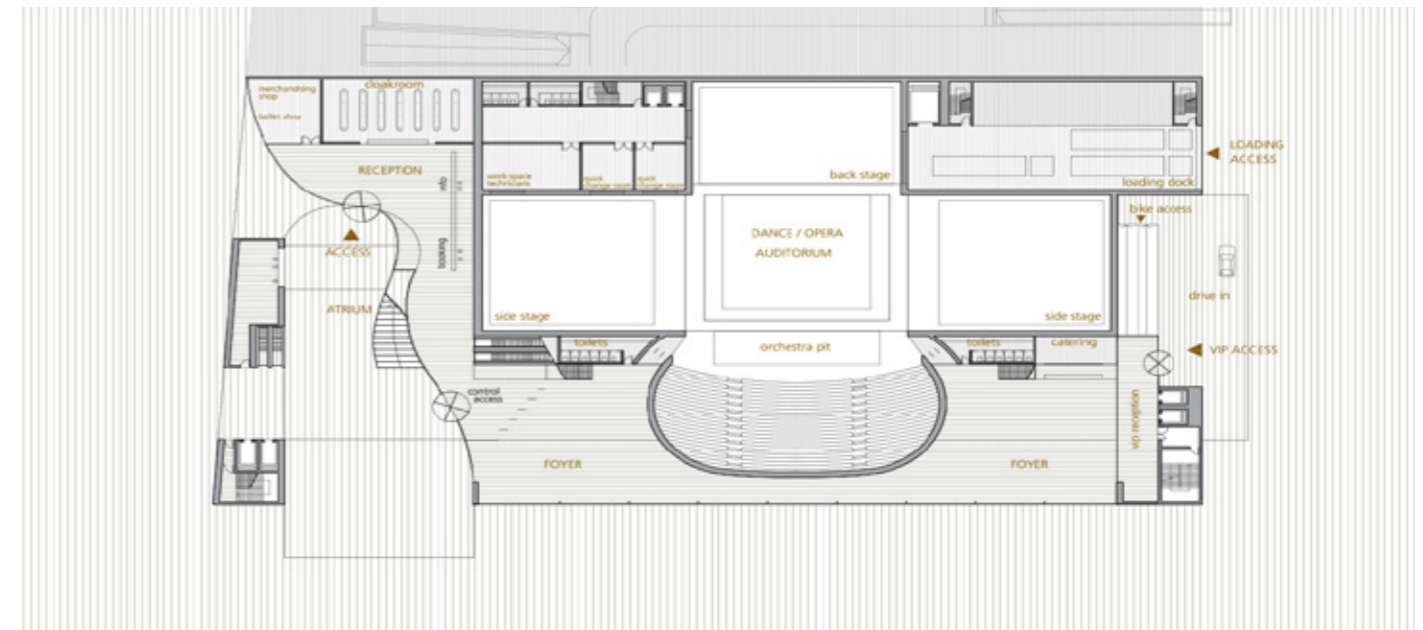 merchandising
shop
ballet shop
cloakroom
RECEPTION
info
booking
ACCESS
ATRIUM
control
access
work space
technicians
quick
change room
quick
change room
back stage
loading dock
LOADING
ACCESS
bike access
drive in
VIP ACCESS
vip reception
side stage
DANCE / OPERA
AUDITORIUM
side stage
toilets
orchestra pit
toilets
catering
FOYER
FOYER